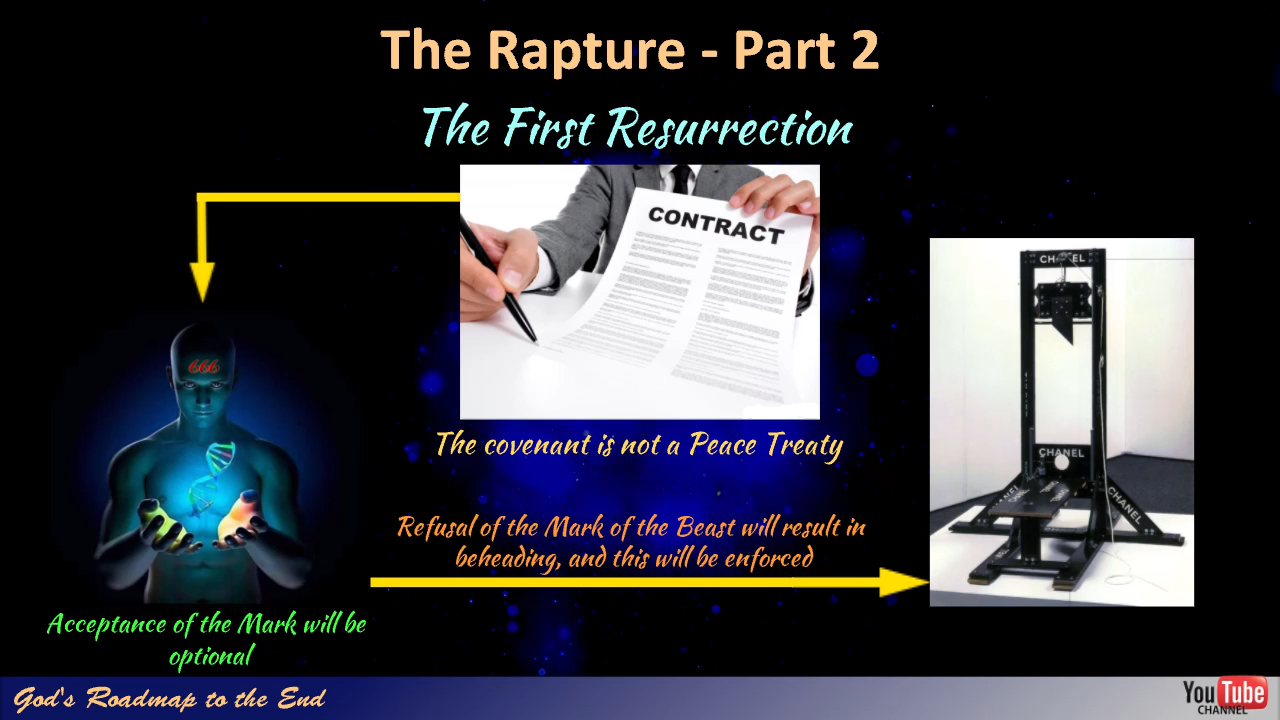 The Rapture - Part 2
The First Resurrection
CONTRACT
CHANEL
666
The covenant is not a Peace Treaty
CHANEL
CHANEL
CHANEL
Refusal of the Mark of the Beast will result in
beheading, and this will be enforced
Acceptance of the Mark will be
optional
God's Roadmap to the End
YouTube
CHANNEL